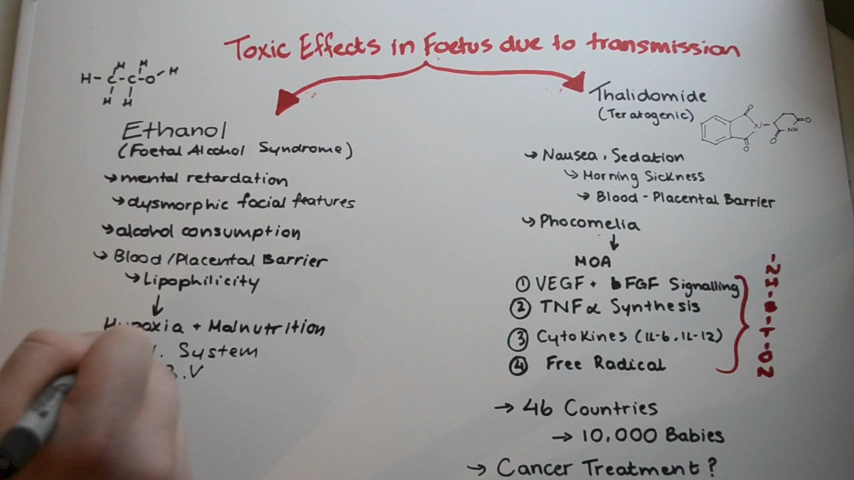 Toxic Effects in Foetus due to transmission
H H H
H-C-C-O
H H
Ethanol
(Foetal Alcohol Syndrome)
→mental retardation
→dysmorphic facial features
→alcohol consumption
→ Blood/Placental Barrier
→Lipophilicity
Hypoxia + Malnutrition
. System
B.V
Thalidomide
(Teratogenic)
O O
N NH
O O
→ Nausea, Sedation
→ Morning Sickness
→ Blood-Placental Barrier
→ Phocomelia
MOA
① VEGF + bFGF Signalling
② TNFα Synthesis
③ Cytokines (IL-6, IL-12)
④ Free Radical
INHIBITION
→ 46 Countries
→ 10,000 Babies
→ Cancer Treatment?